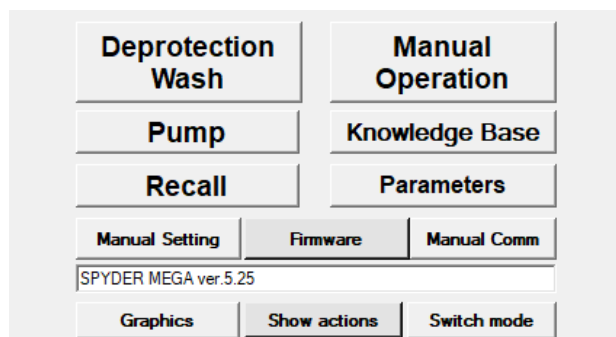 Deprotection
Wash
Manual
Operation
Pump
Knowledge Base
Recall
Parameters
Manual Setting
Firmware
Manual Comm
SPYDER MEGA ver.5.25
Graphics
Show actions
Switch mode